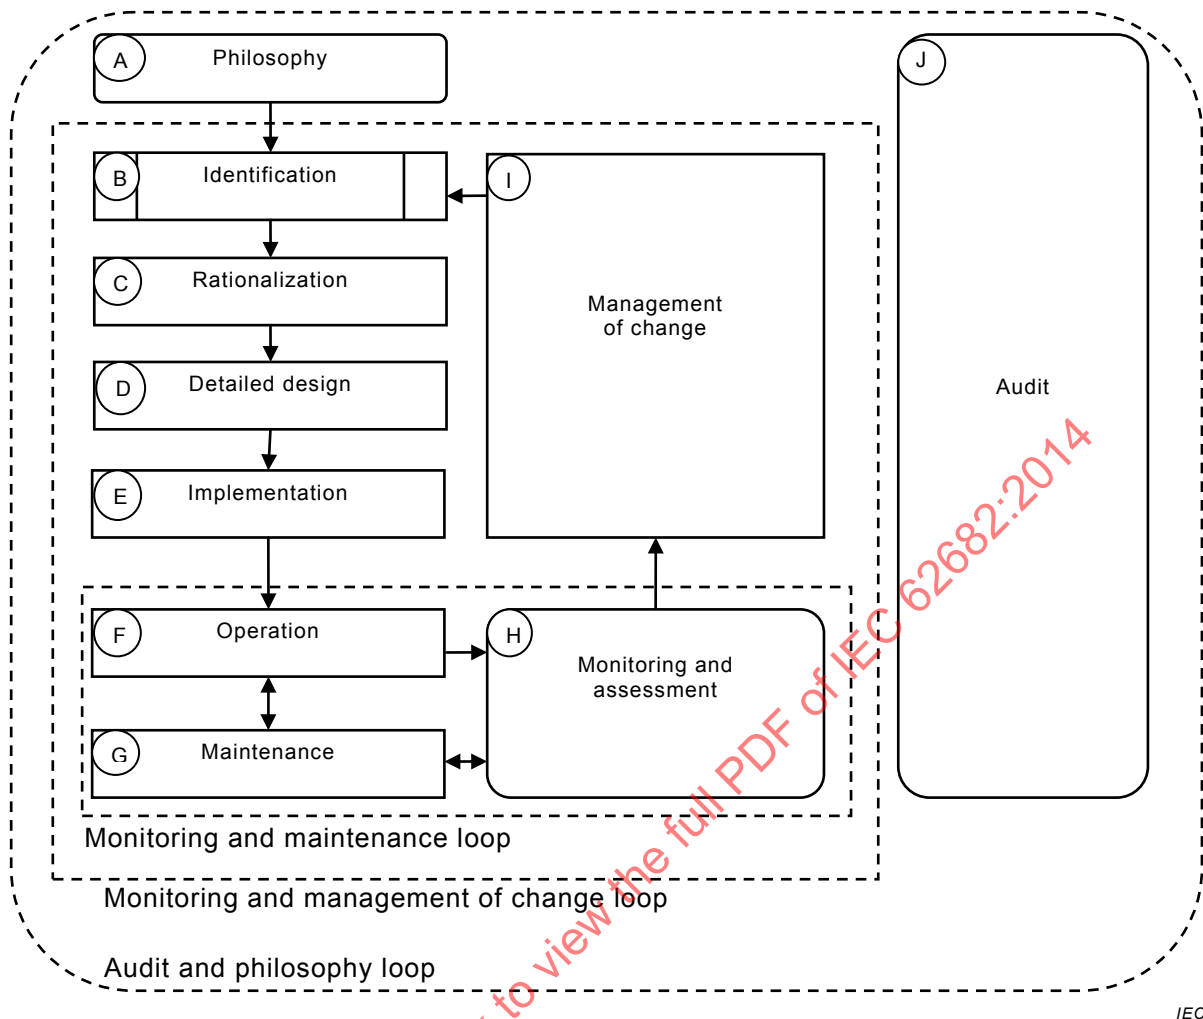 A
Philosophy
B
Identification
C
Rationalization
D
Detailed design
E
Implementation
F
Operation
G
Maintenance
H
Monitoring and
assessment
I
Management
of change
J
Audit
Monitoring and maintenance loop
Monitoring and management of change loop
Audit and philosophy loop
to view the full PDF of IEC 62682:2014
IEC